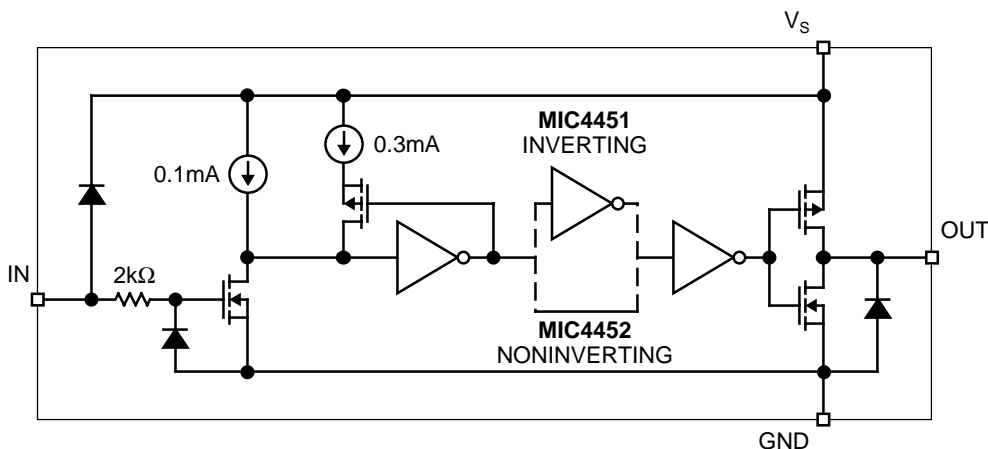 V_S
MIC4451
INVERTING
0.3mA
0.1mA
OUT
IN
2kΩ
MIC4452
NONINVERTING
GND